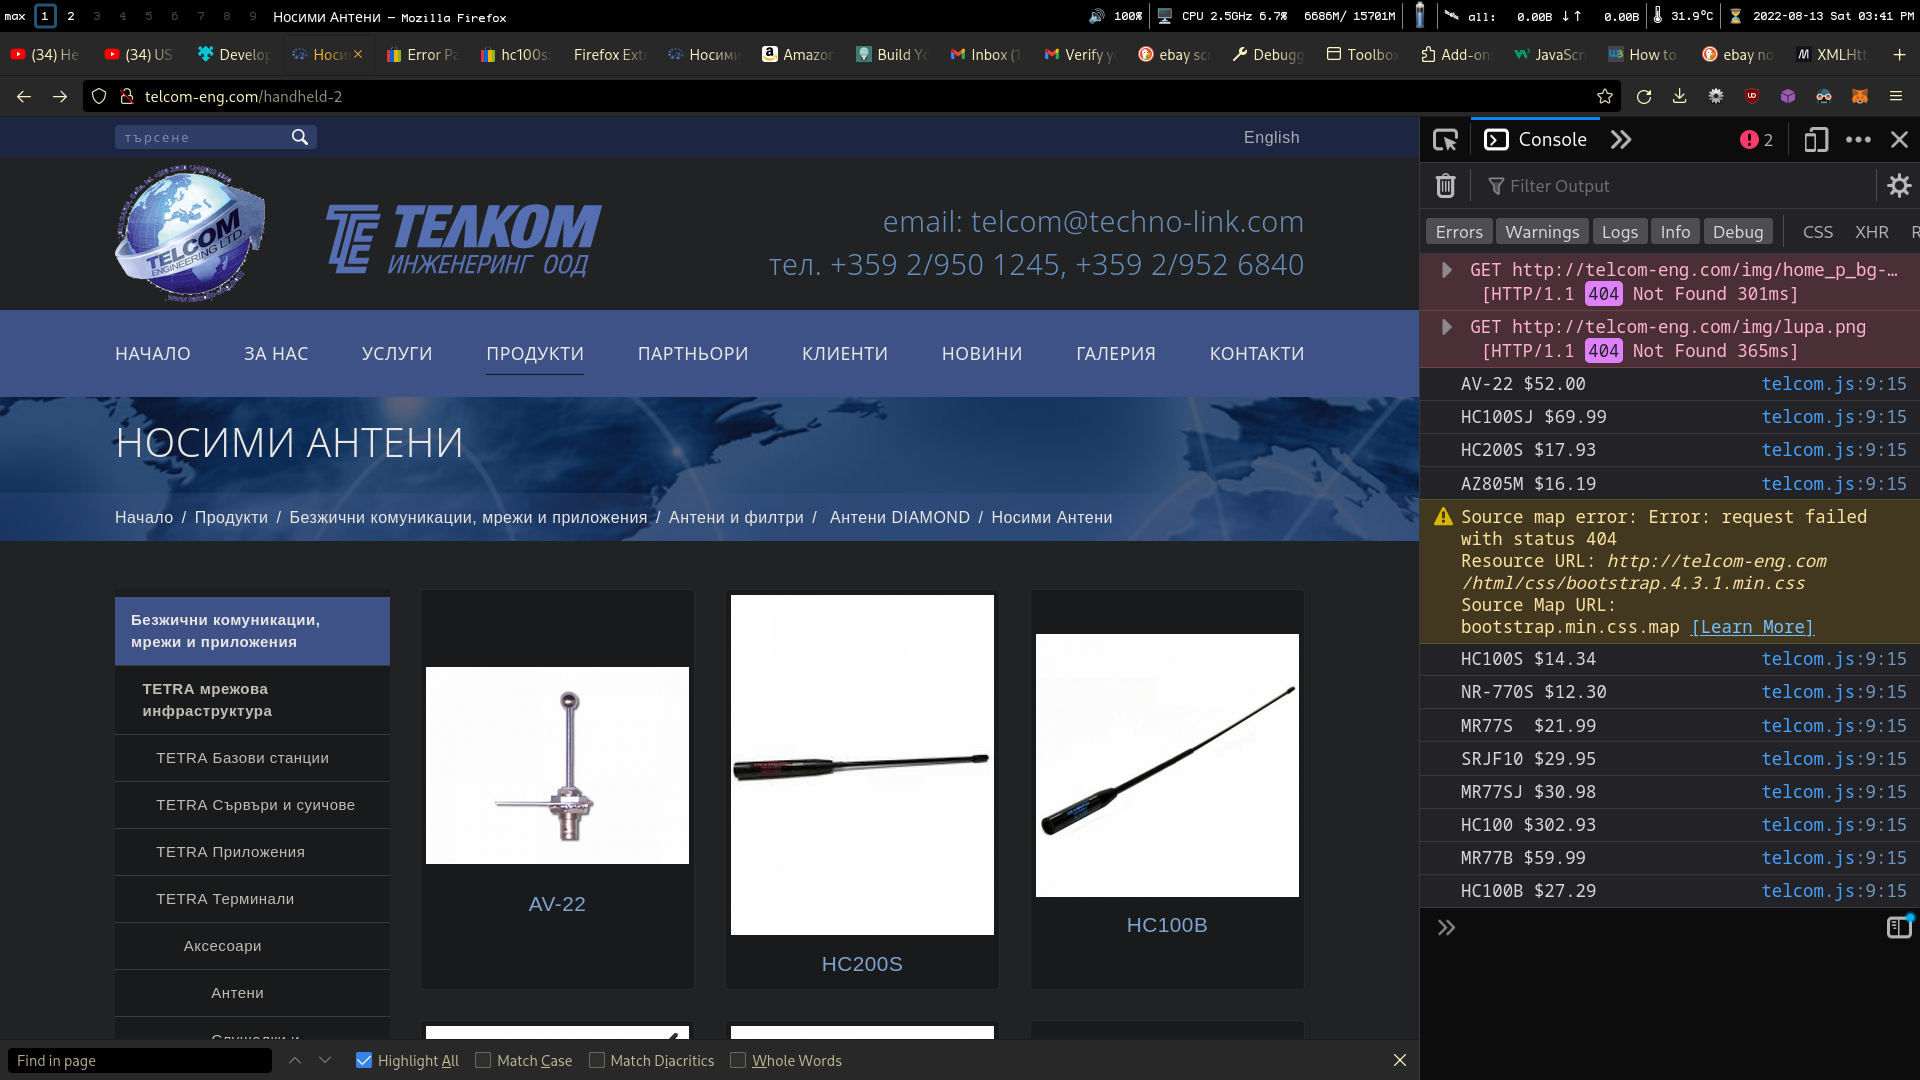 max 1 2 3 4 5 6 7 8 9 Носими Антени — Mozilla Firefox
100% CPU 2.5GHz 6.7% 6686M/ 15701M all: 0.00B ↓↑ 0.00B 31.9°C 2022-08-13 Sat 03:41 PM
(34) He (34) US Develop Носи × Error Pa hc100s: Firefox Ext Носими Amazon Build Yo Inbox (1 Verify y ebay scr Debugg Toolbox Add-on JavaScri How to ebay no XMLHtt +
telcom-eng.com/handheld-2
търсене
English
TELCOM
ENGINEERING LTD.
ТЕЛКОМ
ИНЖЕНЕРИНГ ООД
email: telcom@techno-link.com
тел. +359 2/950 1245, +359 2/952 6840
НАЧАЛО ЗА НАС УСЛУГИ ПРОДУКТИ ПАРТНЬОРИ КЛИЕНТИ НОВИНИ ГАЛЕРИЯ КОНТАКТИ
НОСИМИ АНТЕНИ
Начало / Продукти / Безжични комуникации, мрежи и приложения / Антени и филтри / Антени DIAMOND / Носими Антени
Безжични комуникации,
мрежи и приложения
TETRA мрежова
инфраструктура
TETRA Базови станции
TETRA Сървъри и суичове
TETRA Приложения
TETRA Терминали
Аксесоари
Антени
Слушалки и
AV-22
HC200S
HC100B
Console
2
Filter Output
Errors Warnings Logs Info Debug CSS XHR R
GET http://telcom-eng.com/img/home_p_bg-…
[HTTP/1.1 404 Not Found 301ms]
GET http://telcom-eng.com/img/lupa.png
[HTTP/1.1 404 Not Found 365ms]
AV-22 $52.00 telcom.js:9:15
HC100SJ $69.99 telcom.js:9:15
HC200S $17.93 telcom.js:9:15
AZ805M $16.19 telcom.js:9:15
Source map error: Error: request failed
with status 404
Resource URL: http://telcom-eng.com
/html/css/bootstrap.4.3.1.min.css
Source Map URL:
bootstrap.min.css.map [Learn More]
HC100S $14.34 telcom.js:9:15
NR-770S $12.30 telcom.js:9:15
MR77S $21.99 telcom.js:9:15
SRJF10 $29.95 telcom.js:9:15
MR77SJ $30.98 telcom.js:9:15
HC100 $302.93 telcom.js:9:15
MR77B $59.99 telcom.js:9:15
HC100B $27.29 telcom.js:9:15
Find in page Highlight All Match Case Match Diacritics Whole Words